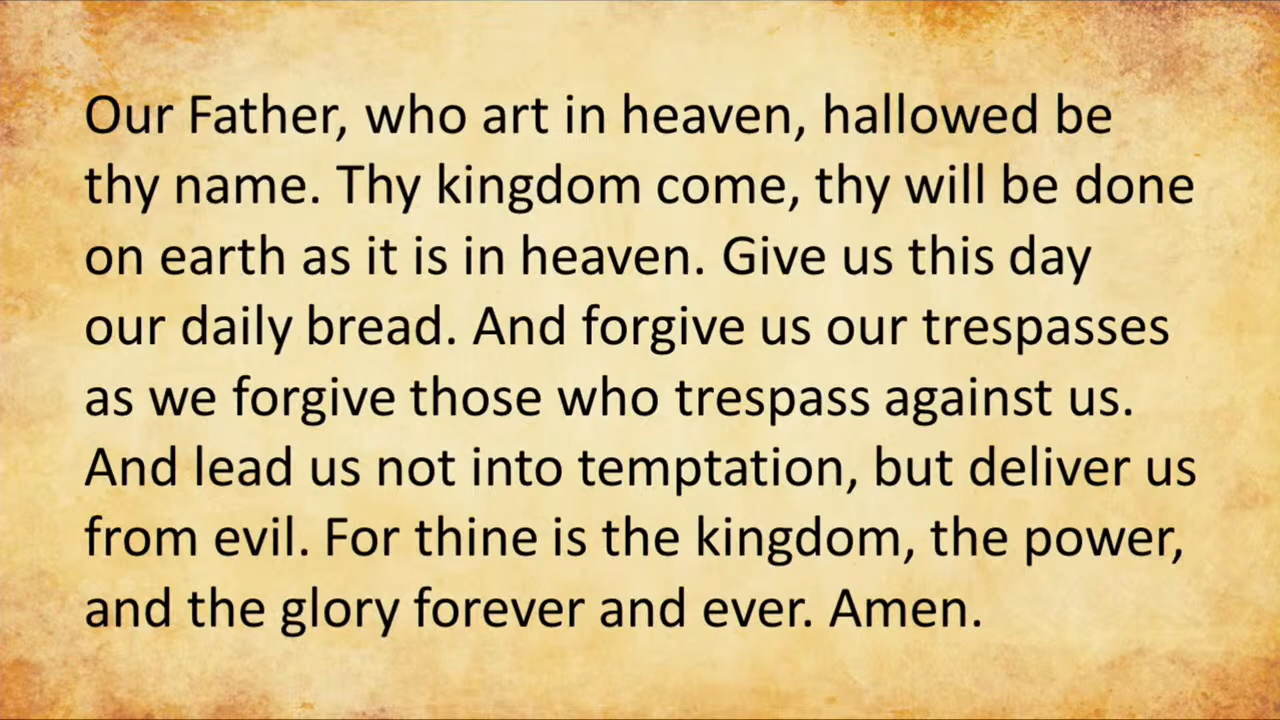 Our Father, who art in heaven, hallowed be
thy name. Thy kingdom come, thy will be done
on earth as it is in heaven. Give us this day
our daily bread. And forgive us our trespasses
as we forgive those who trespass against us.
And lead us not into temptation, but deliver us
from evil. For thine is the kingdom, the power,
and the glory forever and ever. Amen.